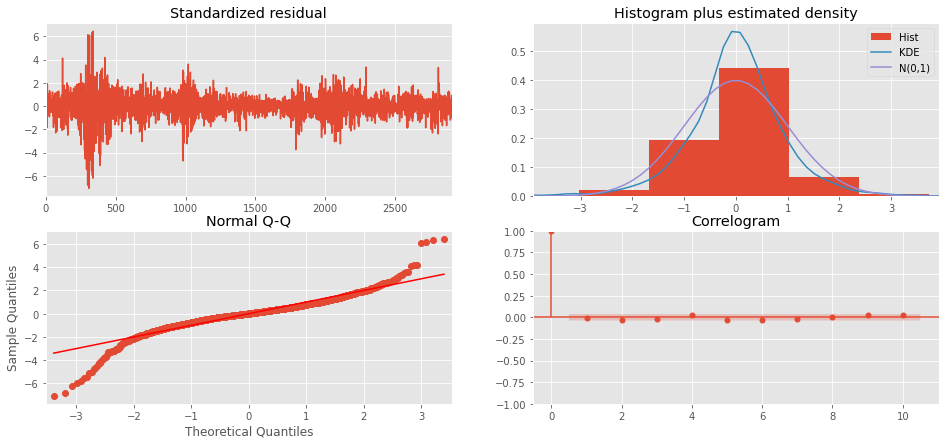 Standardized residual
6
4
2
0
−2
−4
−6
0 500 1000 1500 2000 2500
Histogram plus estimated density
Hist
KDE
N(0,1)
0.5
0.4
0.3
0.2
0.1
0.0
−3 −2 −1 0 1 2 3
Normal Q-Q
Sample Quantiles
6
4
2
0
−2
−4
−6
−3 −2 −1 0 1 2 3
Theoretical Quantiles
Correlogram
1.00
0.75
0.50
0.25
0.00
−0.25
−0.50
−0.75
−1.00
0 2 4 6 8 10